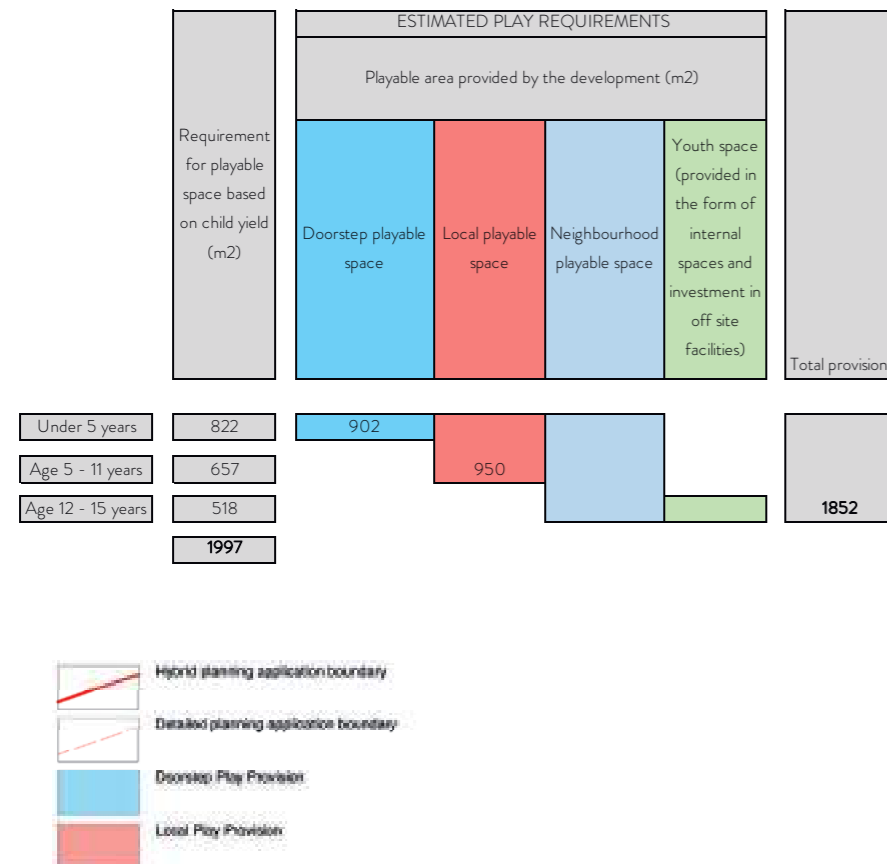 ESTIMATED PLAY REQUIREMENTS
Playable area provided by the development (m2)
Requirement
for playable
space based
on child yield
(m2)
Doorstep playable
space
Local playable
space
Neighbourhood
playable space
Youth space
(provided in
the form of
internal
spaces and
investment in
off site
facilities)
Total provision
Under 5 years 822 902
Age 5 - 11 years 657 950
Age 12 - 15 years 518 1852
1997
Hybrid planning application boundary
Detailed planning application boundary
Doorstep Play Provision
Local Play Provision